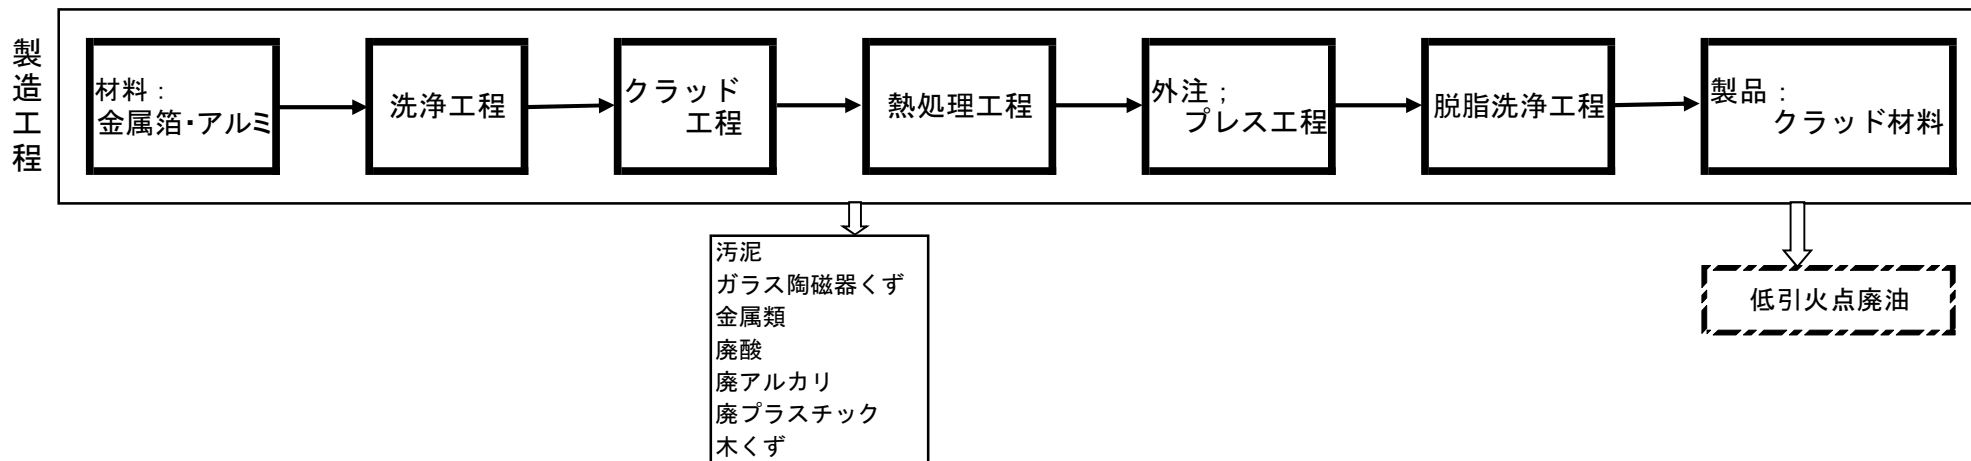 製造工程
材料：
金属箔・アルミ
洗浄工程
クラッド
工程
熱処理工程
外注；
プレス工程
脱脂洗浄工程
製品：
クラッド材料
汚泥
ガラス陶磁器くず
金属類
廃酸
廃アルカリ
廃プラスチック
木くず
低引火点廃油